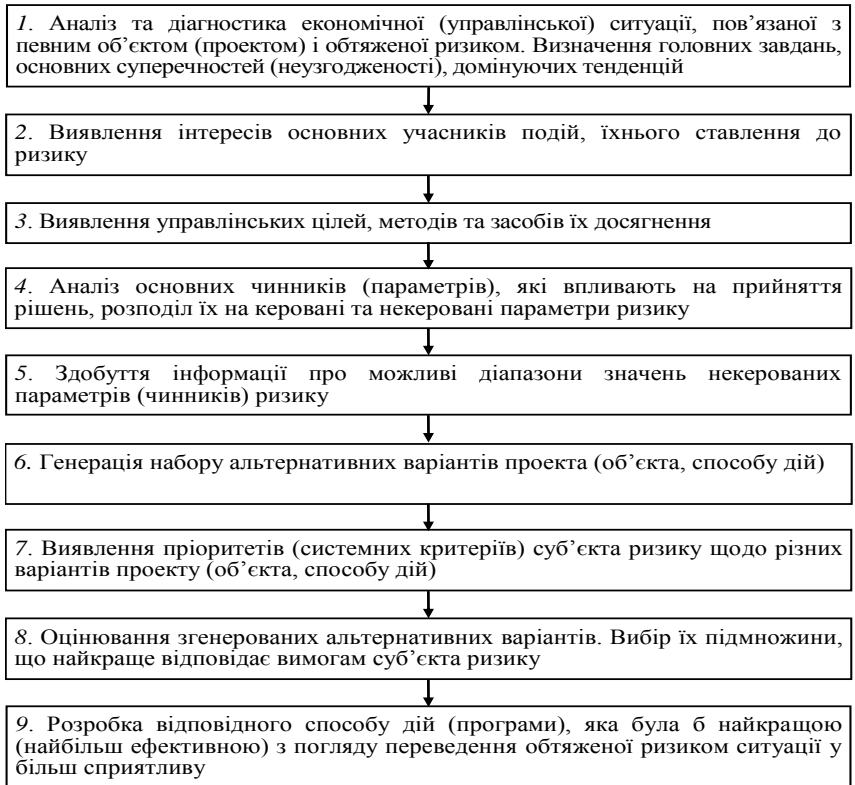 1. Аналіз та діагностика економічної (управлінської) ситуації, пов’язаної з
певним об’єктом (проектом) і обтяженої ризиком. Визначення головних завдань,
основних суперечностей (неузгодженості), домінуючих тенденцій
2. Виявлення інтересів основних учасників подій, їхнього ставлення до
ризику
3. Виявлення управлінських цілей, методів та засобів їх досягнення
4. Аналіз основних чинників (параметрів), які впливають на прийняття
рішень, розподіл їх на керовані та некеровані параметри ризику
5. Здобуття інформації про можливі діапазони значень некерованих
параметрів (чинників) ризику
6. Генерація набору альтернативних варіантів проекта (об’єкта, способу дій)
7. Виявлення пріоритетів (системних критеріїв) суб’єкта ризику щодо різних
варіантів проекту (об’єкта, способу дій)
8. Оцінювання згенерованих альтернативних варіантів. Вибір їх підмножини,
що найкраще відповідає вимогам суб’єкта ризику
9. Розробка відповідного способу дій (програми), яка була б найкращою
(найбільш ефективною) з погляду переведення обтяженої ризиком ситуації у
більш сприятливу